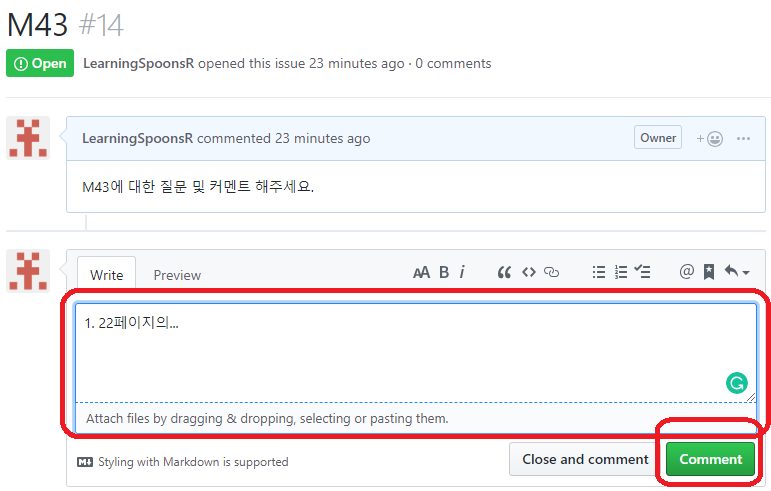 M43 #14
Open LearningSpoonsR opened this issue 23 minutes ago · 0 comments
LearningSpoonsR commented 23 minutes ago Owner
M43에 대한 질문 및 커멘트 해주세요.
Write Preview
1. 22페이지의...
Attach files by dragging & dropping, selecting or pasting them.
Styling with Markdown is supported Close and comment Comment